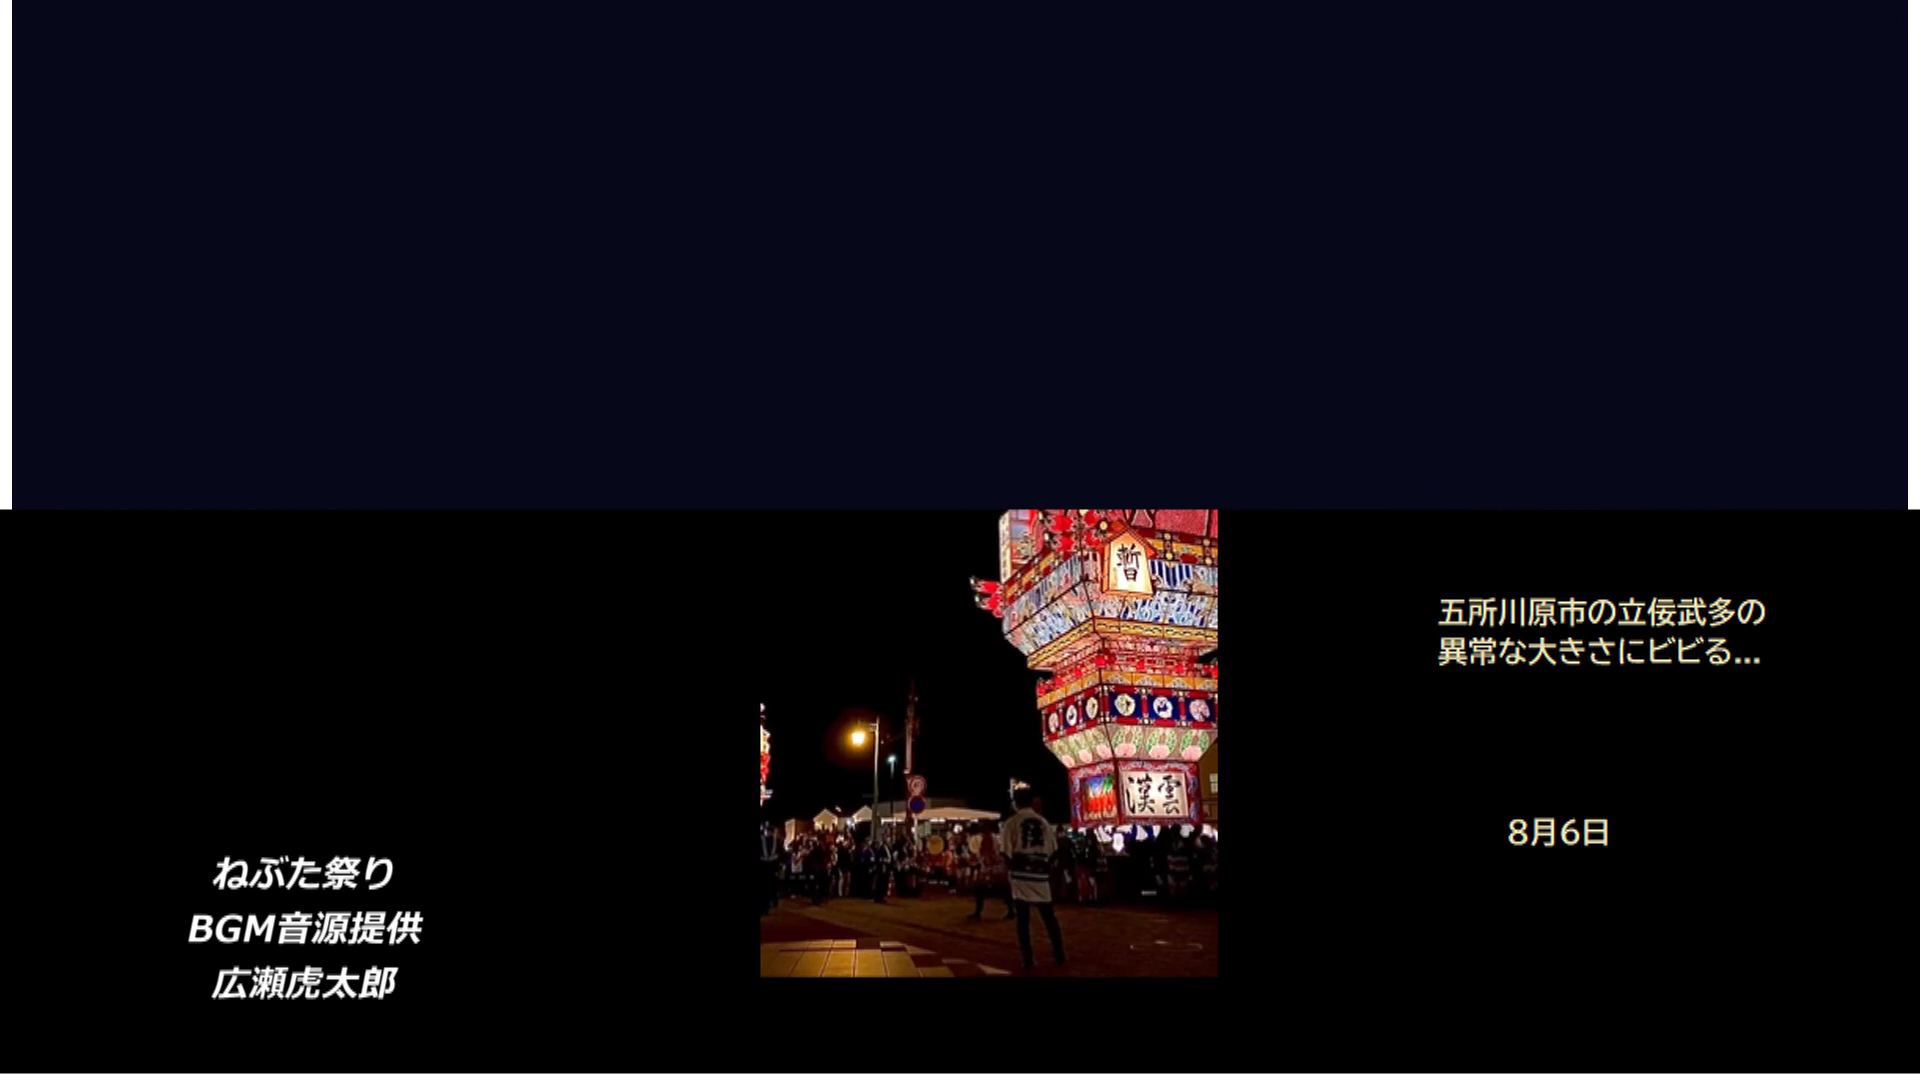 暫
漢雲
五所川原市の立佞武多の
異常な大きさにビビる...
8月6日
ねぶた祭り
BGM音源提供
広瀬虎太郎